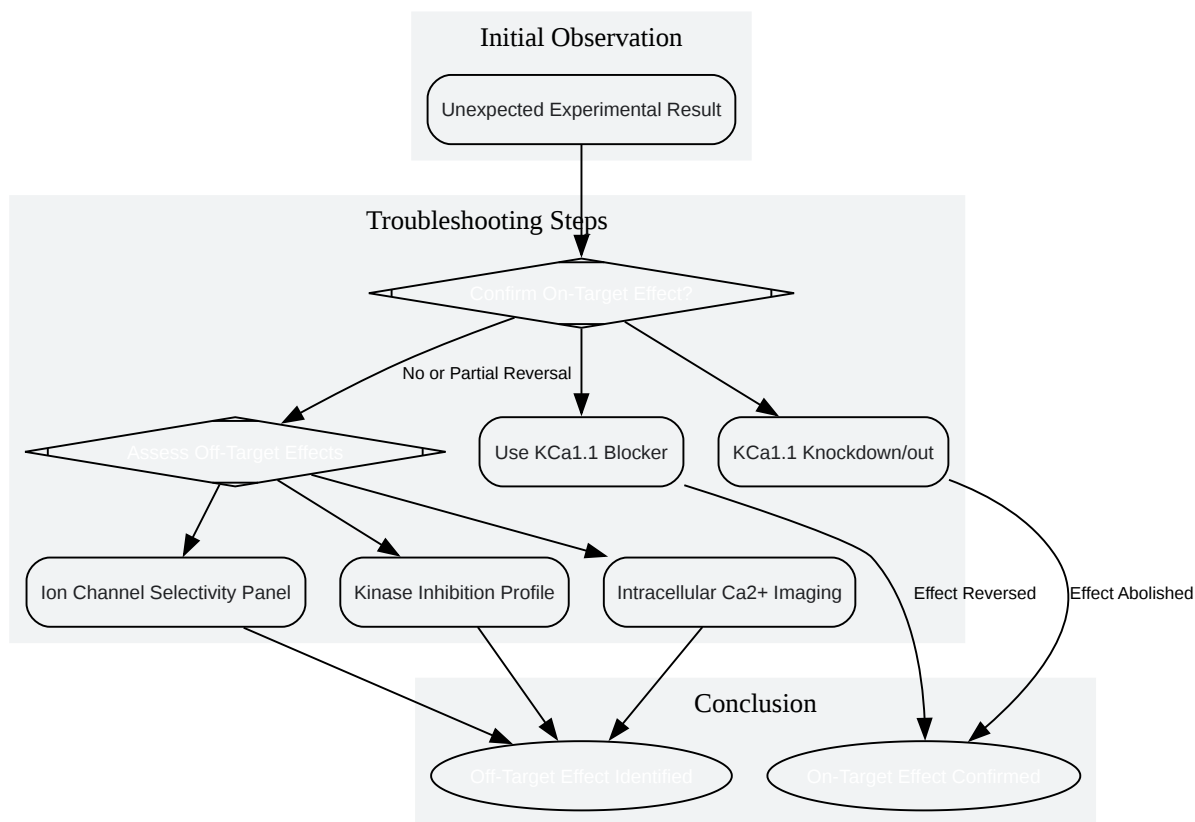 Initial Observation
Unexpected Experimental Result
Troubleshooting Steps
Confirm On-Target Effect?
No or Partial Reversal
Assess Off-Target Effects
Use KCa1.1 Blocker
KCa1.1 Knockdown/out
Ion Channel Selectivity Panel
Kinase Inhibition Profile
Intracellular Ca2+ Imaging
Effect Reversed
Effect Abolished
Conclusion
Off-Target Effect Identified
On-Target Effect Confirmed